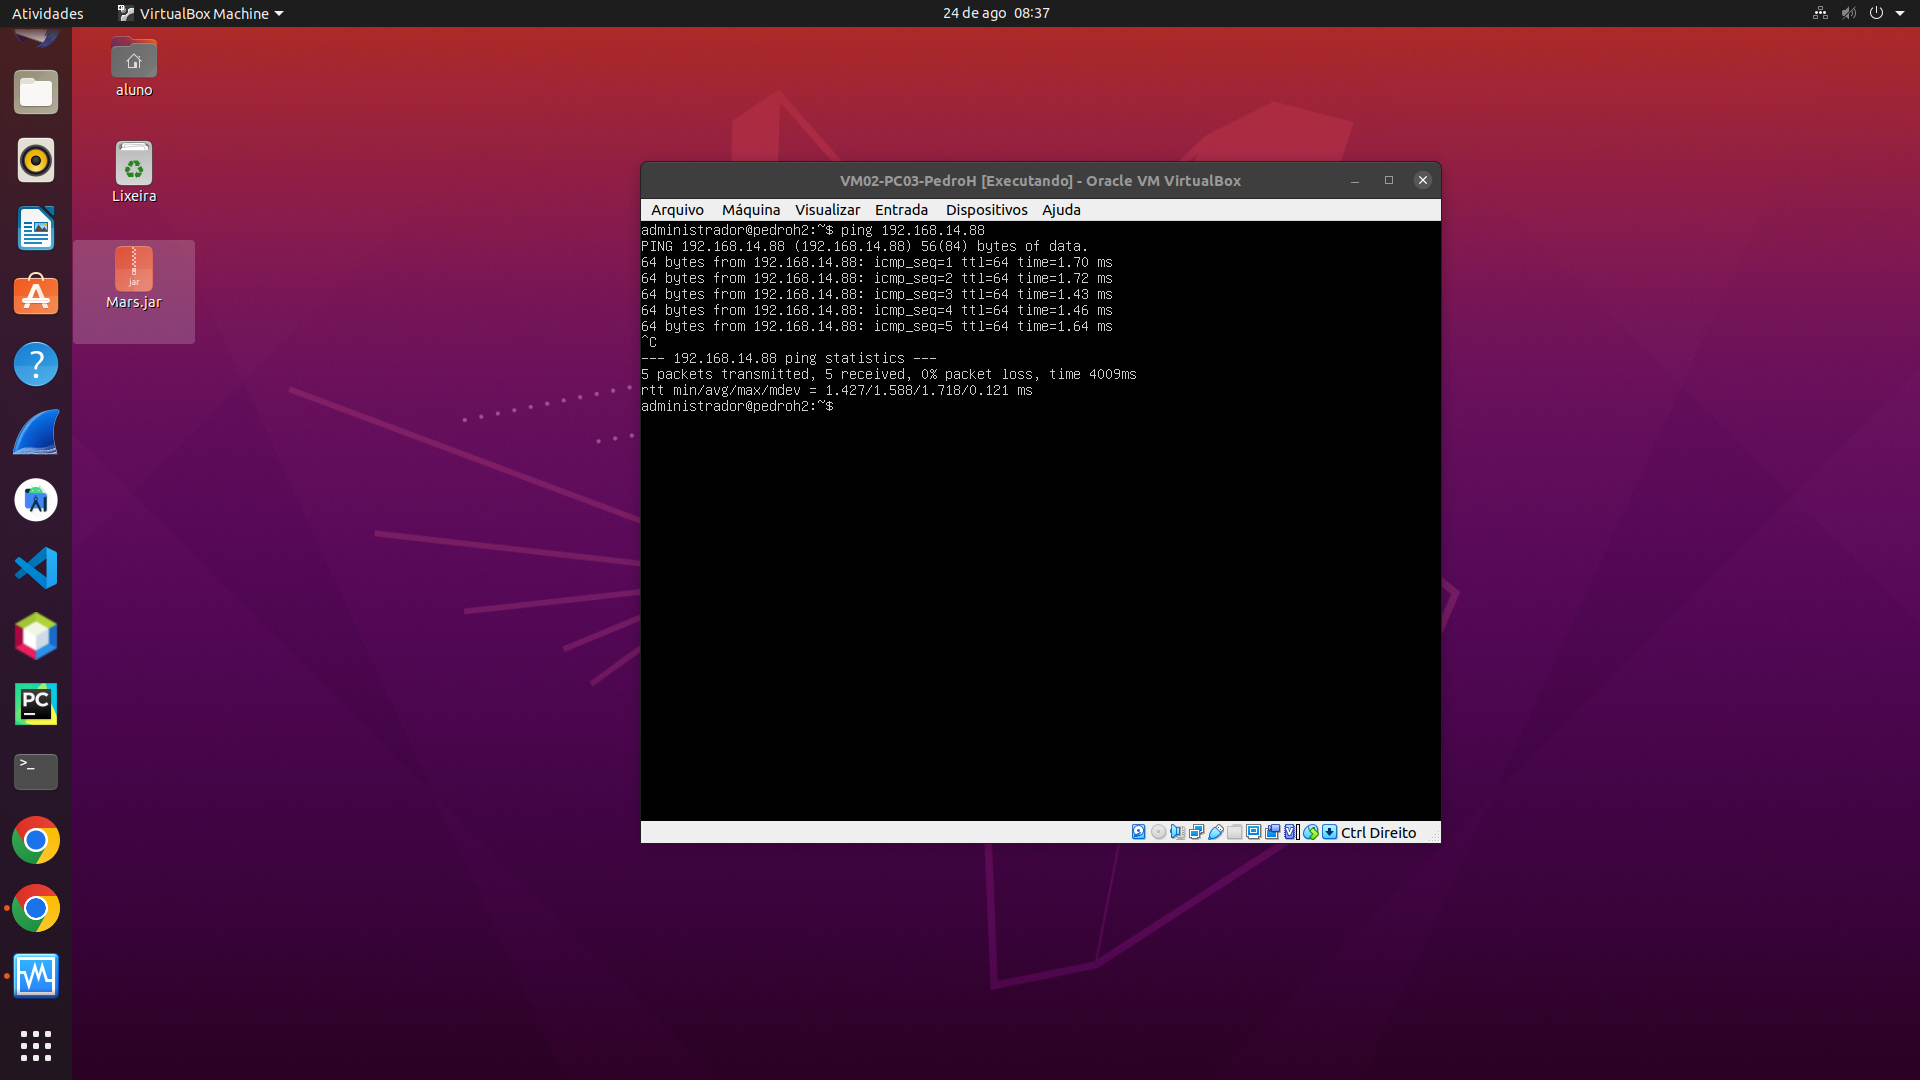 Atividades
VirtualBox Machine
24 de ago 08:37
aluno
Lixeira
jar
Mars.jar
VM02-PC03-PedroH [Executando] - Oracle VM VirtualBox
Arquivo Máquina Visualizar Entrada Dispositivos Ajuda
administrador@pedroh2:~$ ping 192.168.14.88
PING 192.168.14.88 (192.168.14.88) 56(84) bytes of data.
64 bytes from 192.168.14.88: icmp_seq=1 ttl=64 time=1.70 ms
64 bytes from 192.168.14.88: icmp_seq=2 ttl=64 time=1.72 ms
64 bytes from 192.168.14.88: icmp_seq=3 ttl=64 time=1.43 ms
64 bytes from 192.168.14.88: icmp_seq=4 ttl=64 time=1.46 ms
64 bytes from 192.168.14.88: icmp_seq=5 ttl=64 time=1.64 ms
^C
--- 192.168.14.88 ping statistics ---
5 packets transmitted, 5 received, 0% packet loss, time 4009ms
rtt min/avg/max/mdev = 1.427/1.588/1.718/0.121 ms
administrador@pedroh2:~$
PC
>_
Ctrl Direito